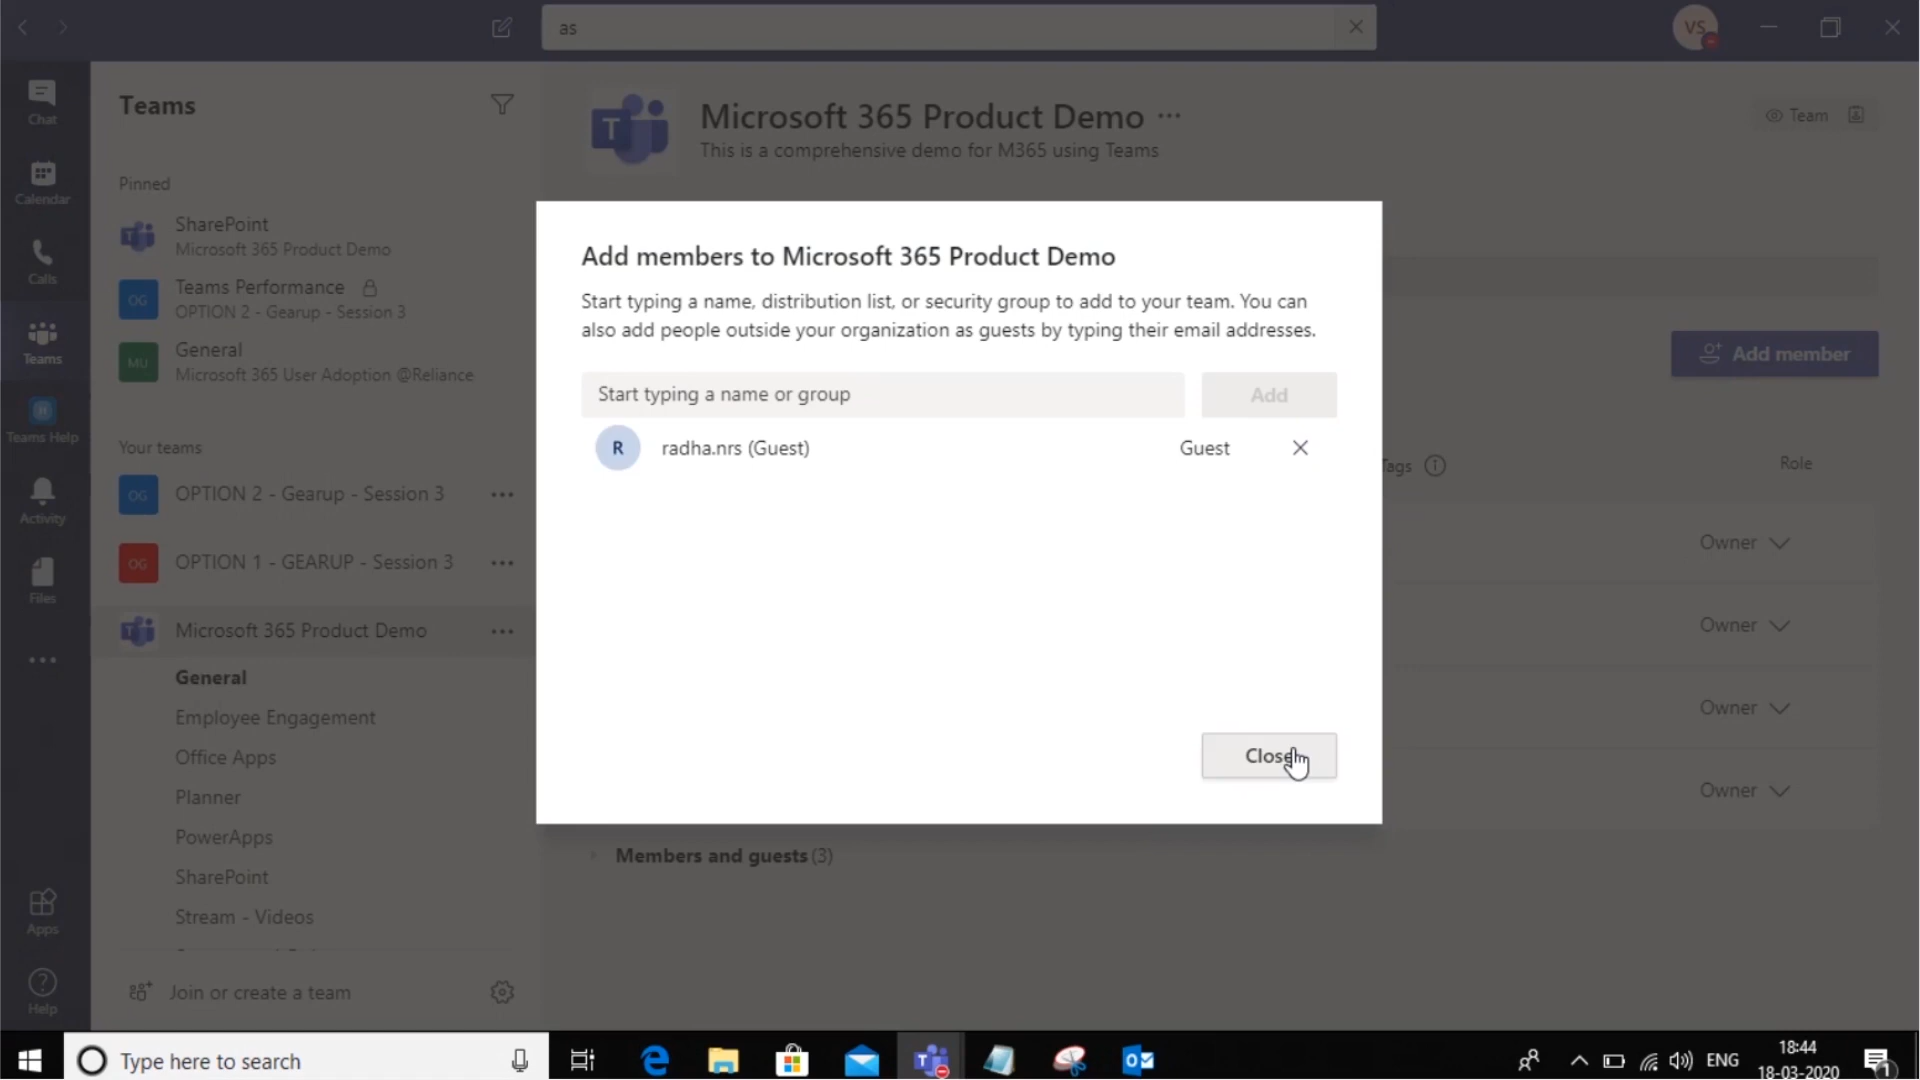 as
VS
Chat
Calendar
Calls
Teams
Teams Help
Activity
Files
Apps
Help
Teams
Pinned
SharePoint
Microsoft 365 Product Demo
OG
Teams Performance
OPTION 2 - Gearup - Session 3
MU
General
Microsoft 365 User Adoption @Reliance
Your teams
OG
OPTION 2 - Gearup - Session 3
OG
OPTION 1 - GEARUP - Session 3
Microsoft 365 Product Demo
General
Employee Engagement
Office Apps
Planner
PowerApps
SharePoint
Stream - Videos
Join or create a team
T
Microsoft 365 Product Demo
This is a comprehensive demo for M365 using Teams
Team
Add member
Tags
Role
Owner
Owner
Owner
Owner
Members and guests (3)
Add members to Microsoft 365 Product Demo
Start typing a name, distribution list, or security group to add to your team. You can
also add people outside your organization as guests by typing their email addresses.
Start typing a name or group
Add
R
radha.nrs (Guest)
Guest
Close
Type here to search
ENG
18:44
18-03-2020
1